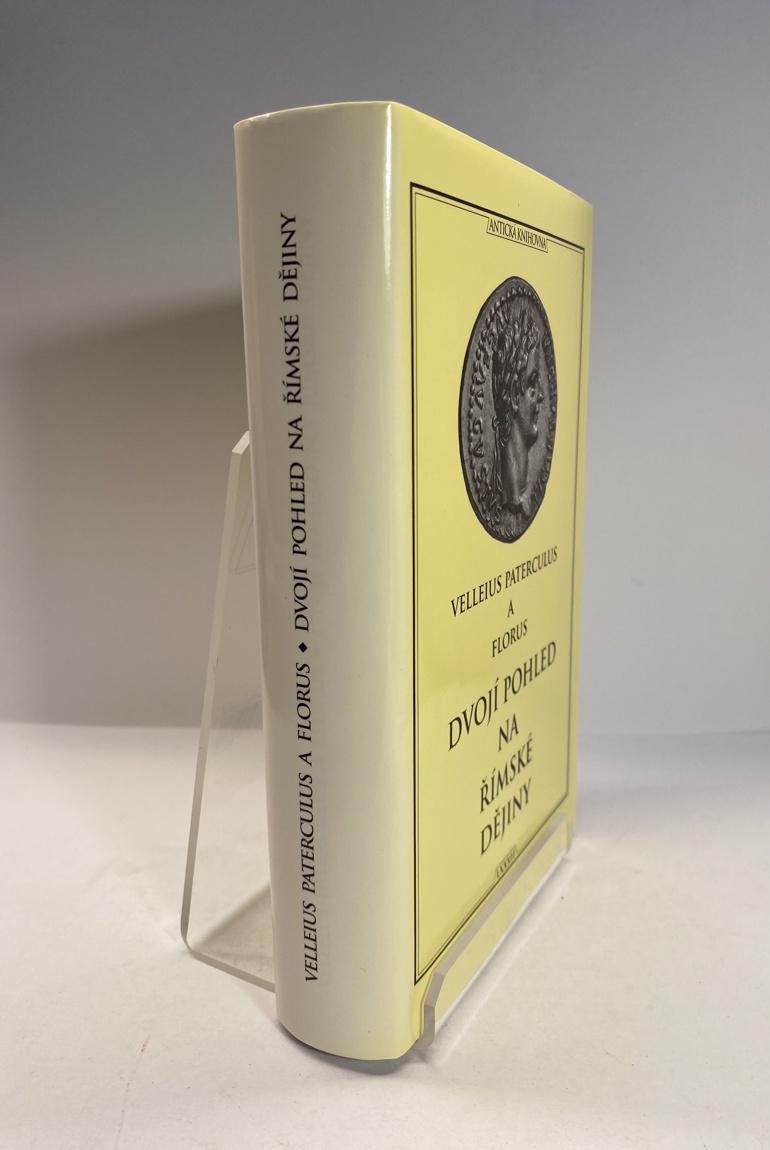 VELLEIUS PATERCULUS A FLORUS ◆ DVOJÍ POHLED NA ŘÍMSKÉ DĚJINY
ANTICKÁ KNIHOVNA
VELLEIUS PATERCULUS
A
FLORUS
DVOJÍ POHLED
NA
ŘÍMSKÉ
DĚJINY